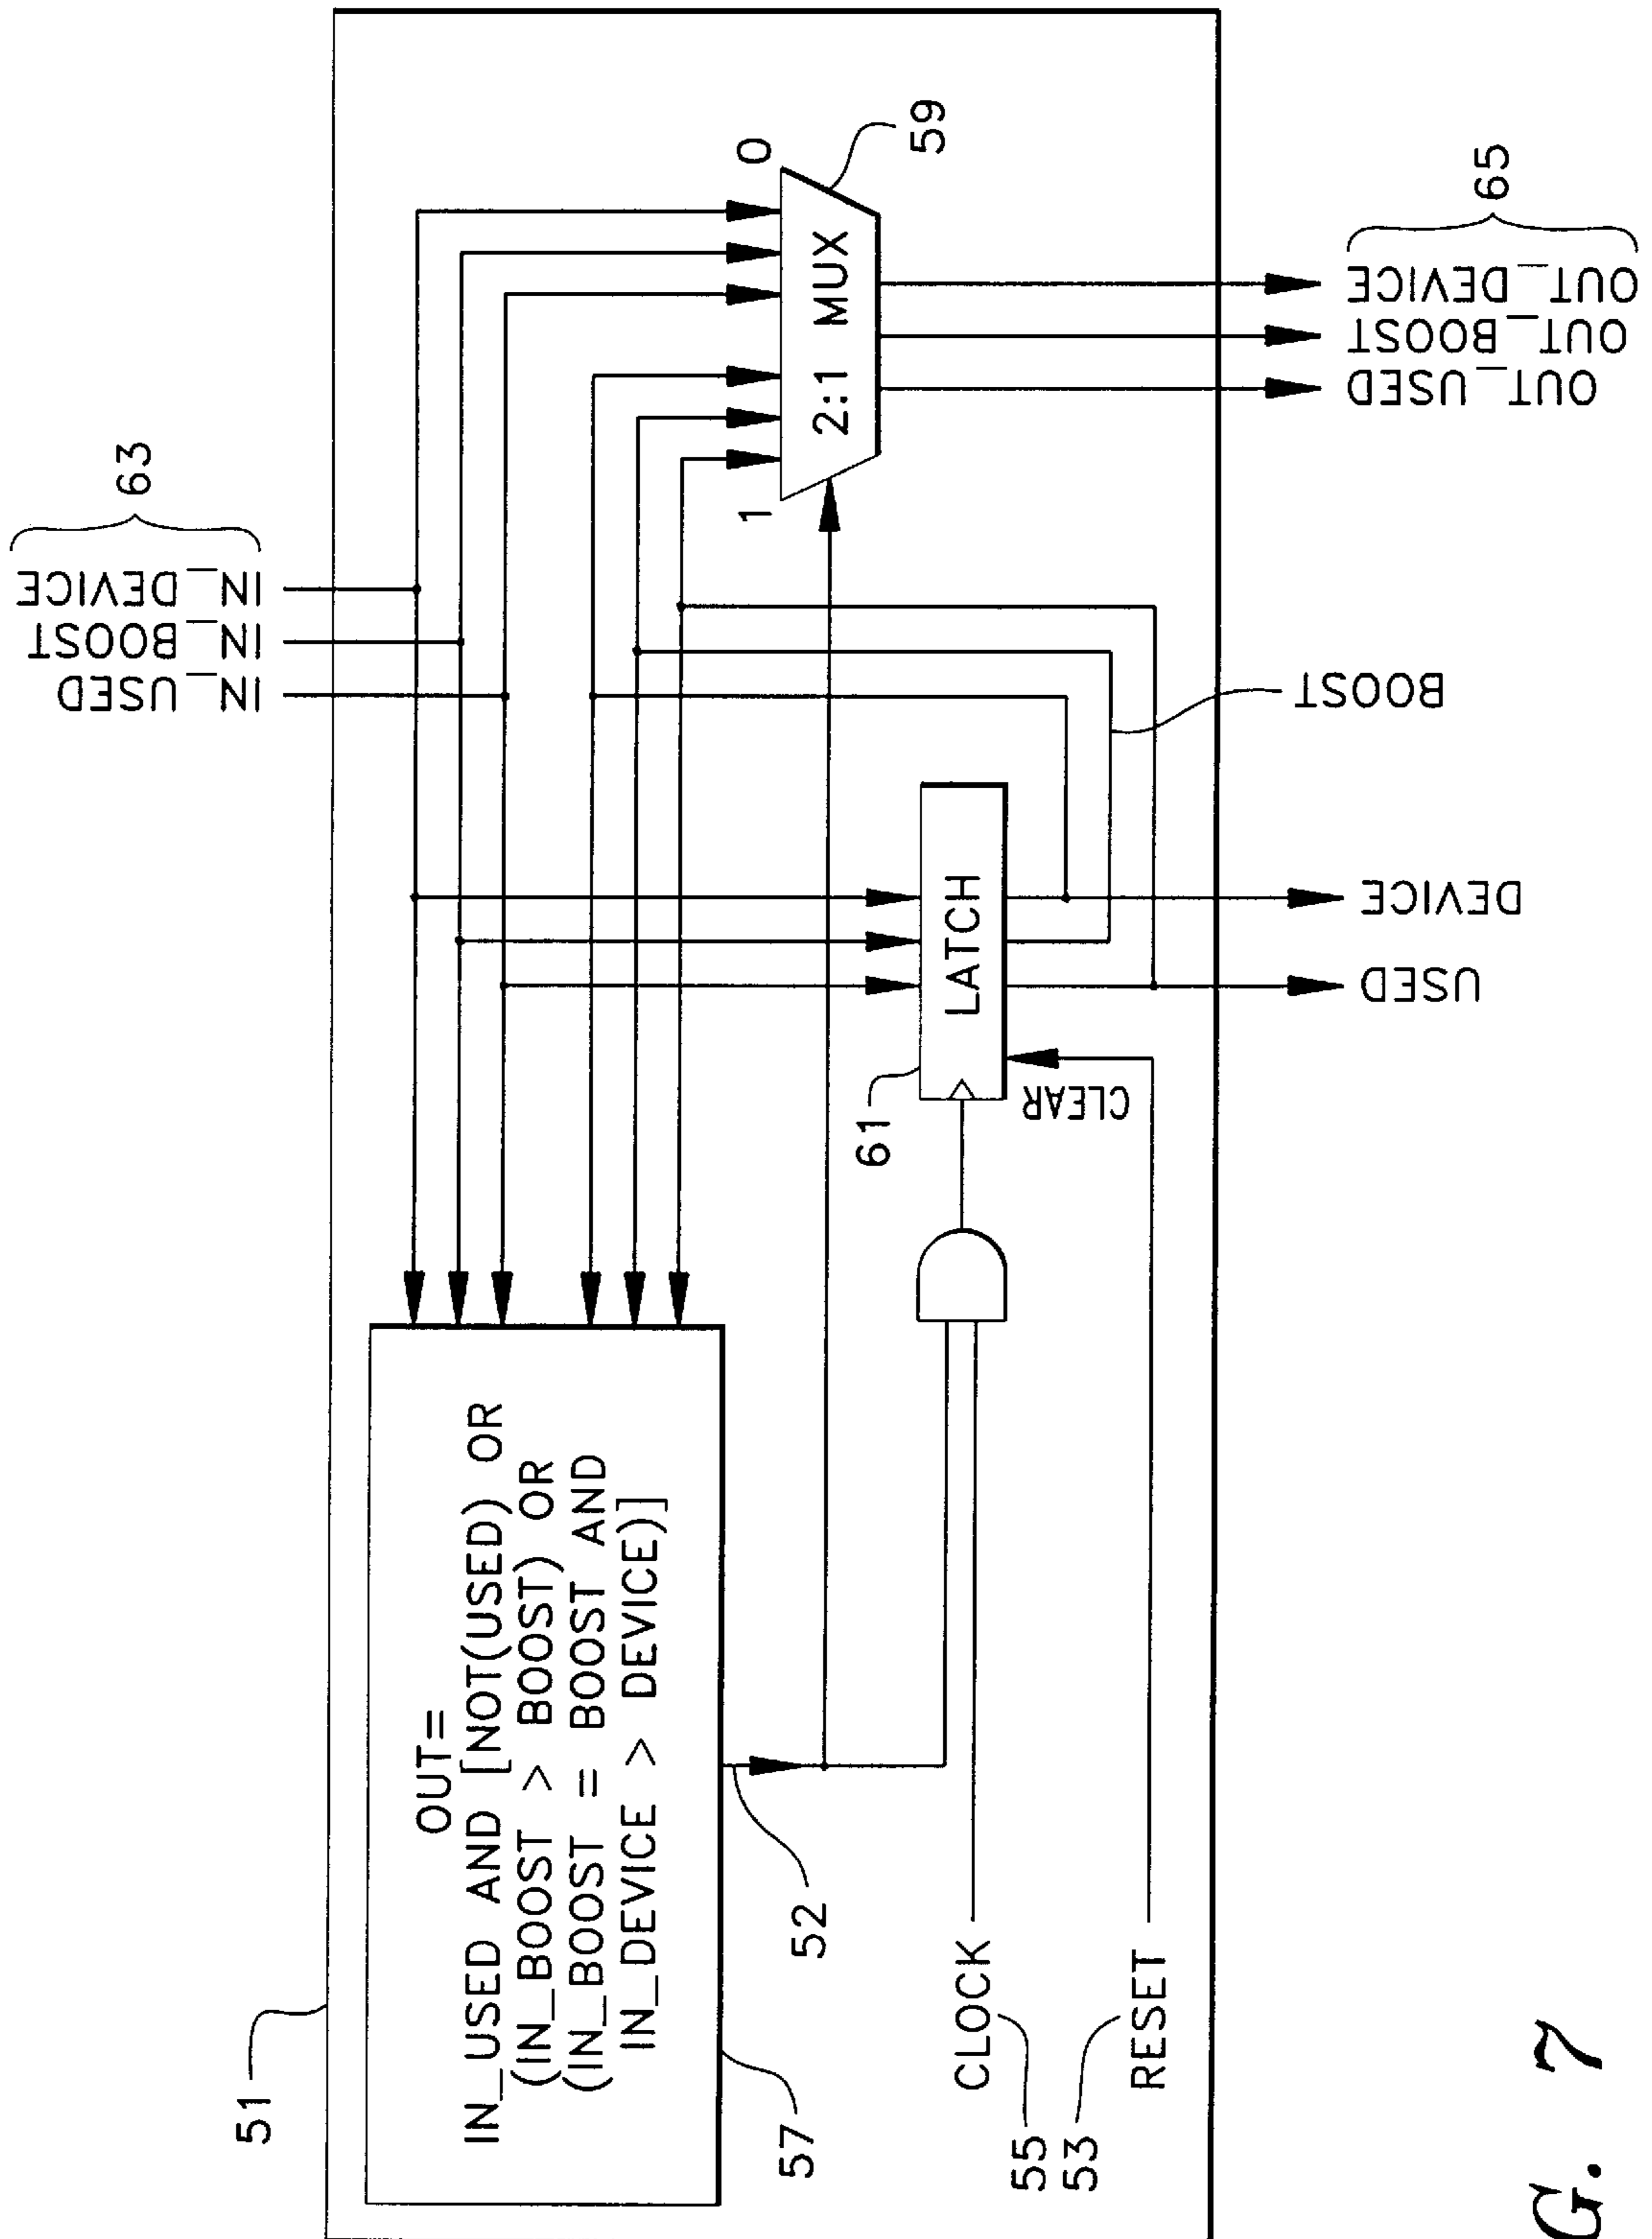 51
OUT=
IN_USED AND [NOT(USED) OR
(IN_BOOST > BOOST) OR
(IN_BOOST = BOOST AND
IN_DEVICE > DEVICE)]
57
52
IN_USED
IN_BOOST
IN_DEVICE
63
1
2:1 MUX
0
59
61
LATCH
CLEAR
CLOCK
55
53
RESET
USED
DEVICE
BOOST
OUT_USED
OUT_BOOST
OUT_DEVICE
65
G. 7